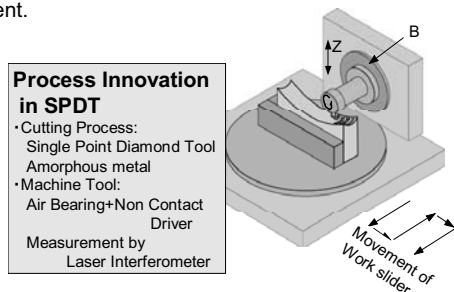 ent.
Process Innovation
in SPDT
・Cutting Process:
Single Point Diamond Tool
Amorphous metal
・Machine Tool:
Air Bearing+Non Contact
Driver
Measurement by
Laser Interferometer
Z
B
Movement of
Work slider